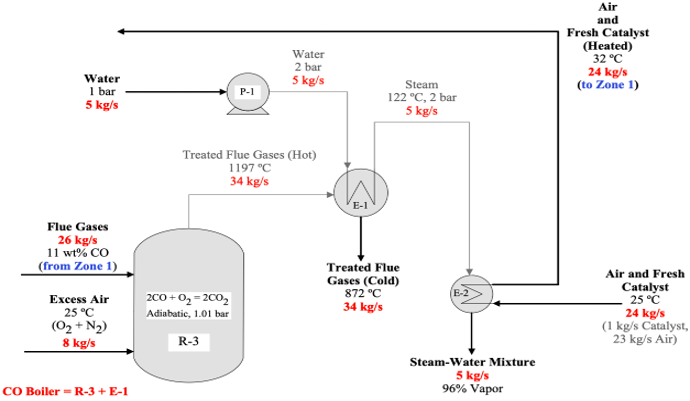 Air
and
Fresh Catalyst
(Heated)
32 ºC
24 kg/s
(to Zone 1)
Water
2 bar
5 kg/s
Water
1 bar
5 kg/s
P-1
Steam
122 ºC, 2 bar
5 kg/s
Treated Flue Gases (Hot)
1197 ºC
34 kg/s
E-1
Flue Gases
26 kg/s
11 wt% CO
(from Zone 1)
Treated Flue
Gases (Cold)
872 ºC
34 kg/s
Excess Air
25 ºC
(O₂ + N₂)
8 kg/s
2CO + O₂ = 2CO₂
Adiabatic, 1.01 bar
R-3
E-2
Air and Fresh
Catalyst
25 ºC
24 kg/s
(1 kg/s Catalyst,
23 kg/s Air)
Steam-Water Mixture
5 kg/s
96% Vapor
CO Boiler = R-3 + E-1